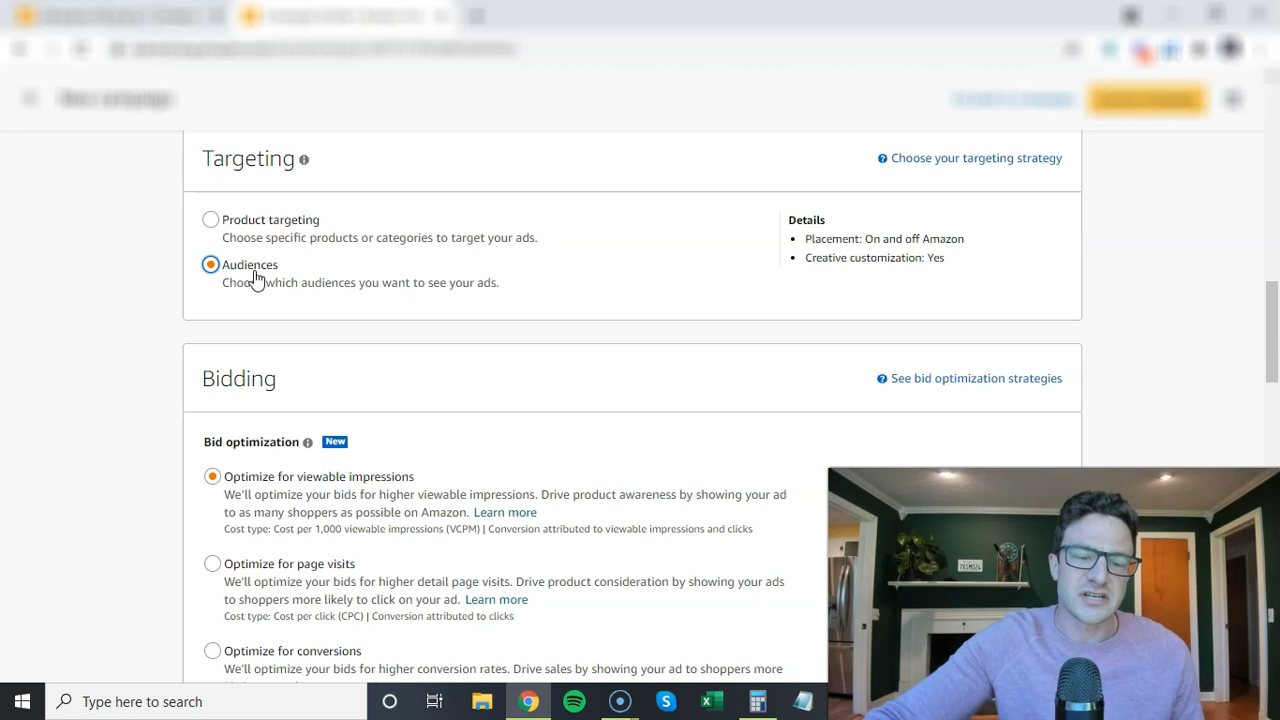 Targeting
Choose your targeting strategy
Product targeting
Choose specific products or categories to target your ads.
Audiences
Choo which audiences you want to see your ads.
Details
Placement: On and off Amazon
Creative customization: Yes
Bidding
See bid optimization strategies
Bid optimization New
Optimize for viewable impressions
We'll optimize your bids for higher viewable impressions. Drive product awareness by showing your ad
to as many shoppers as possible on Amazon. Learn more
Cost type: Cost per 1,000 viewable impressions (VCPM) | Conversion attributed to viewable impressions and clicks
Optimize for page visits
We'll optimize your bids for higher detail page visits. Drive product consideration by showing your ads
to shoppers more likely to click on your ad. Learn more
Cost type: Cost per click (CPC) | Conversion attributed to clicks
Optimize for conversions
We'll optimize your bids for higher conversion rates. Drive sales by showing your ad to shoppers more
Type here to search